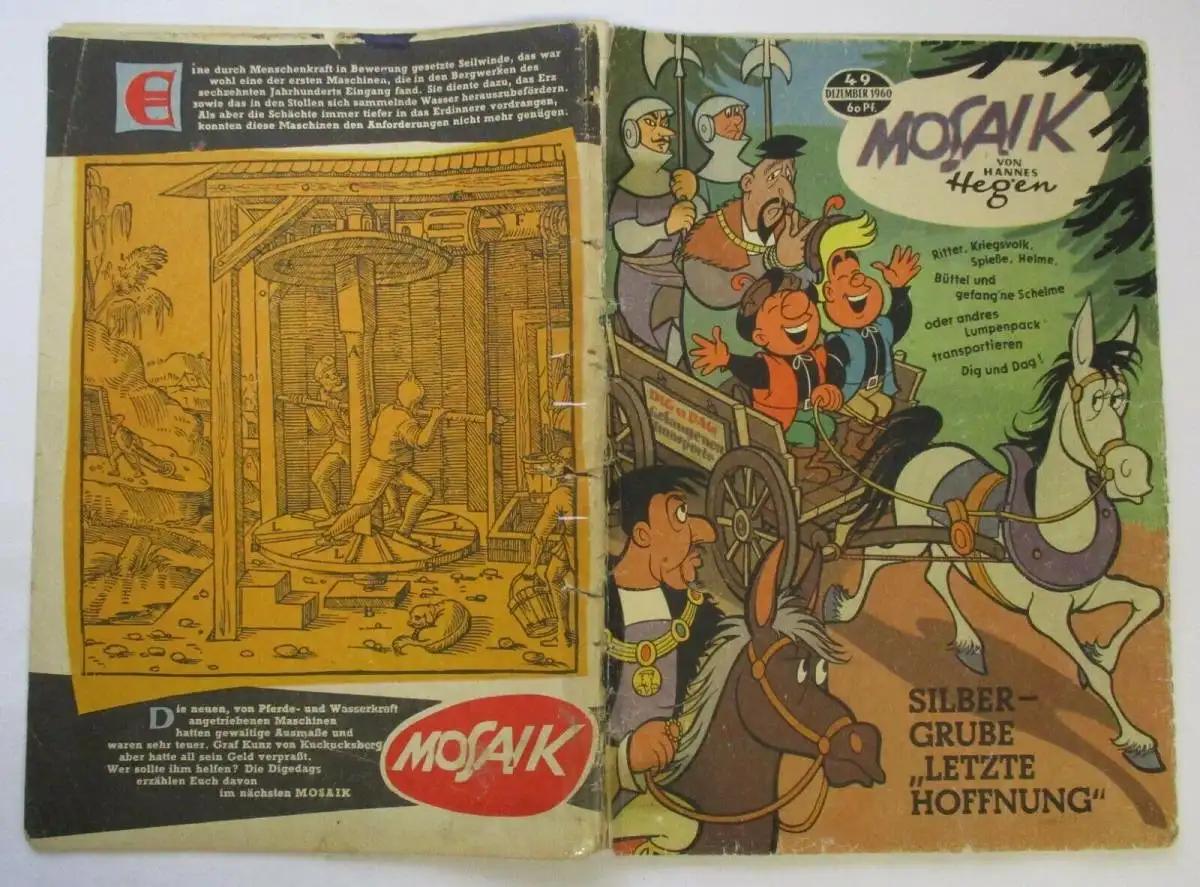 Eine durch Menschenkraft in Bewegung gesetzte Seilwinde, das war
wohl eine der ersten Maschinen, die in den Bergwerken des
sechzehnten Jahrhunderts Eingang fand. Sie diente dazu, das Erz
sowie das in den Stollen sich sammelnde Wasser herauszubefördern.
Als aber die Schächte immer tiefer in das Erdinnere vordrangen,
konnten diese Maschinen den Anforderungen nicht mehr genügen.
C
F
A
L
L
B
Die neuen, von Pferde- und Wasserkraft
angetriebenen Maschinen
hatten gewaltige Ausmaße und
waren sehr teuer. Graf Kunz von Kuckucksberg
aber hatte all sein Geld verpraßt.
Wer sollte ihm helfen? Die Digedags
erzählen Euch davon
im nächsten MOSAIK
MOSAIK
49
DEZEMBER 1960
60 Pf.
MOSAIK
VON
HANNES
Hegen
Ritter, Kriegsvolk,
Spieße, Helme,
Büttel und
gefang'ne Schelme
oder andres
Lumpenpack
transportieren
Dig und Dag!
DIG u DAG
Gefangenen
transporte
SILBER-
GRUBE
„LETZTE
HOFFNUNG"